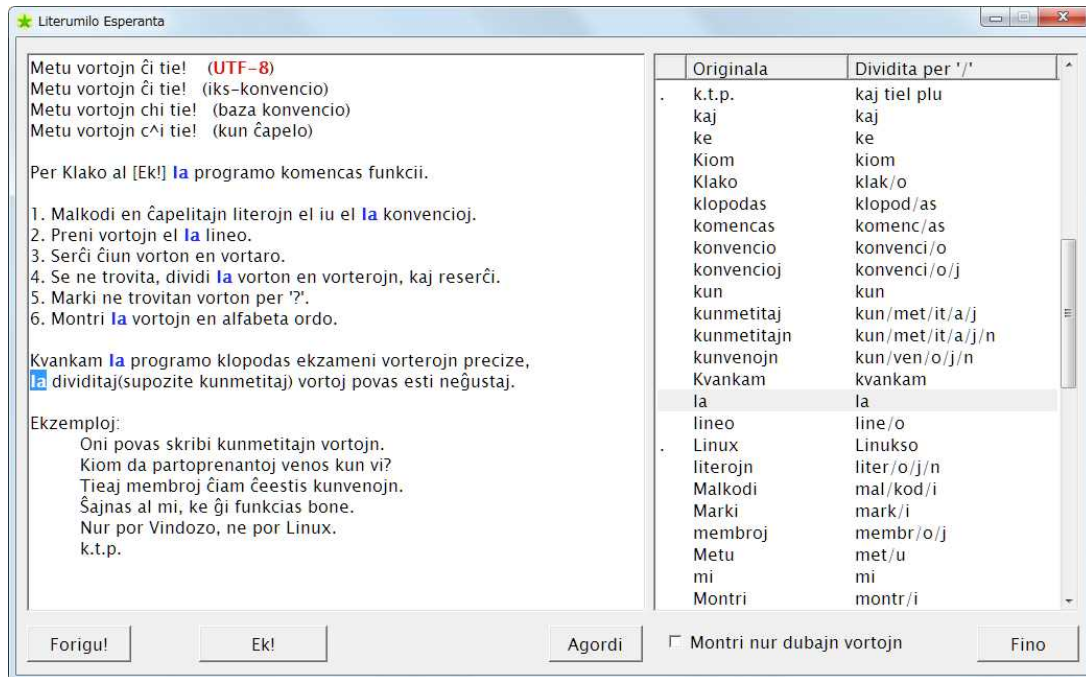 Literumilo Esperanta
Metu vortojn ĉi tie! (UTF-8)
Metu vortojn ĉi tie! (iks-konvencio)
Metu vortojn chi tie! (baza konvencio)
Metu vortojn c^i tie! (kun ĉapelo)
Per Klako al [Ek!] la programo komencas funkcii.
1. Malkodi en ĉapelitajn literojn el iu el la konvencioj.
2. Preni vortojn el la lineo.
3. Serĉi ĉiun vorton en vortaro.
4. Se ne trovita, dividi la vorton en vorterojn, kaj reserĉi.
5. Marki ne trovitan vorton per '?'.
6. Montri la vortojn en alfabeta ordo.
Kvankam la programo klopodas ekzameni vorterojn precize,
la dividitaj(supozite kunmetitaj) vortoj povas esti neĝustaj.
Ekzemploj:
Oni povas skribi kunmetitajn vortojn.
Kiom da partoprenantoj venos kun vi?
Tieaj membroj ĉiam ĉeestis kunvenojn.
Ŝajnas al mi, ke ĝi funkcias bone.
Nur por Vindozo, ne por Linux.
k.t.p.
Originala Dividita per '/'
. k.t.p. kaj tiel plu
kaj kaj
ke ke
Kiom kiom
Klako klak/o
klopodas klopod/as
komencas komenc/as
konvencio konvenci/o
konvencioj konvenci/o/j
kun kun
kunmetitaj kun/met/it/a/j
kunmetitajn kun/met/it/a/j/n
kunvenojn kun/ven/o/j/n
Kvankam kvankam
la la
lineo line/o
. Linux Linukso
literojn liter/o/j/n
Malkodi mal/kod/i
Marki mark/i
membroj membr/o/j
Metu met/u
mi mi
Montri montr/i
Forigu! Ek! Agordi Montri nur dubajn vortojn Fino